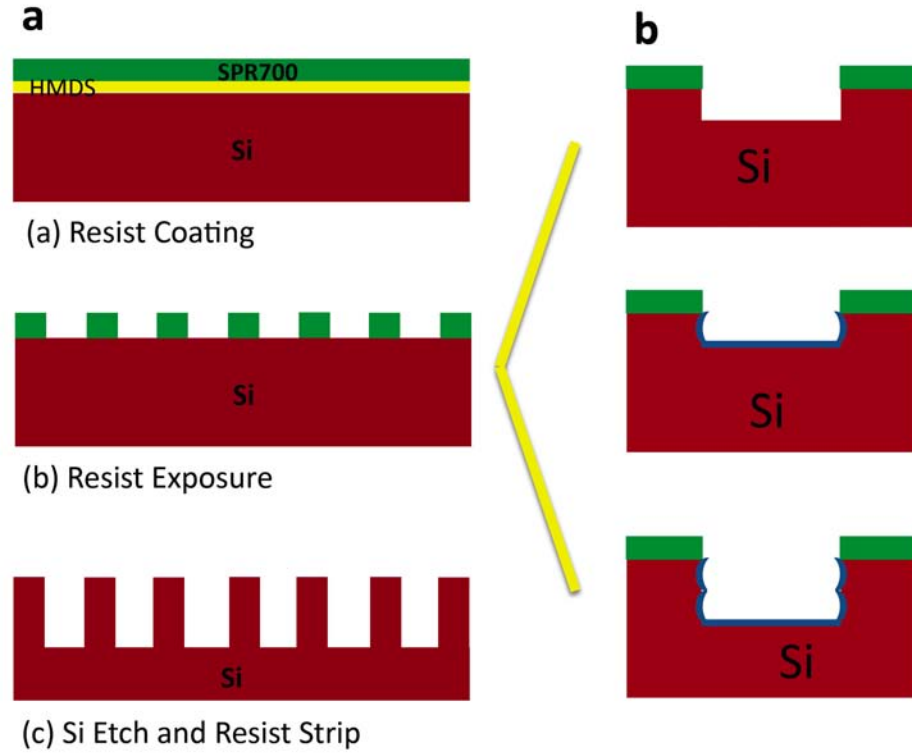 a
SPR700
HMDS
Si
(a) Resist Coating
Si
(b) Resist Exposure
Si
(c) Si Etch and Resist Strip
b
Si
Si
Si